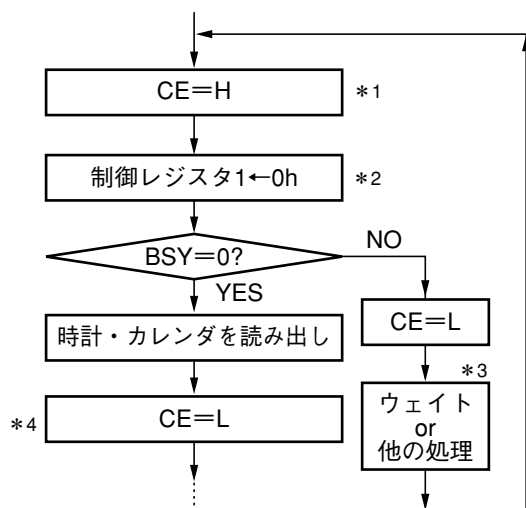 CE=H
*1
制御レジスタ1←0h
*2
BSY=0?
NO
YES
時計・カレンダを読み出し
CE=L
*3
*4
CE=L
ウェイト
or
他の処理